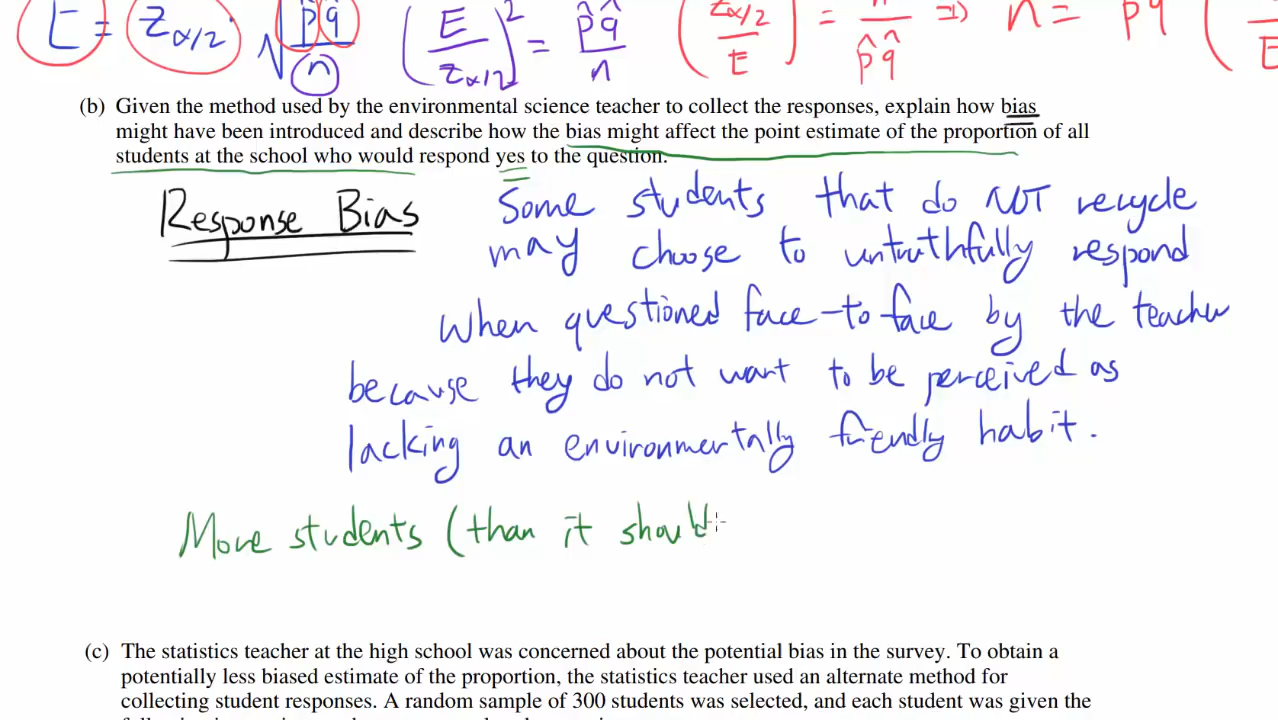 E = zα/2 √p̂q̂/n (E/zα/2)² = p̂q̂/n (zα/2/E) = n/p̂q̂ => n = p̂q̂ (
(b) Given the method used by the environmental science teacher to collect the responses, explain how bias
might have been introduced and describe how the bias might affect the point estimate of the proportion of all
students at the school who would respond yes to the question.
Response Bias
Some students that do NOT recycle
may choose to untruthfully respond
when questioned face-to face by the teacher
because they do not want to be perceived as
lacking an environmentally friendly habit.
More students (than it should
(c) The statistics teacher at the high school was concerned about the potential bias in the survey. To obtain a
potentially less biased estimate of the proportion, the statistics teacher used an alternate method for
collecting student responses. A random sample of 300 students was selected, and each student was given the